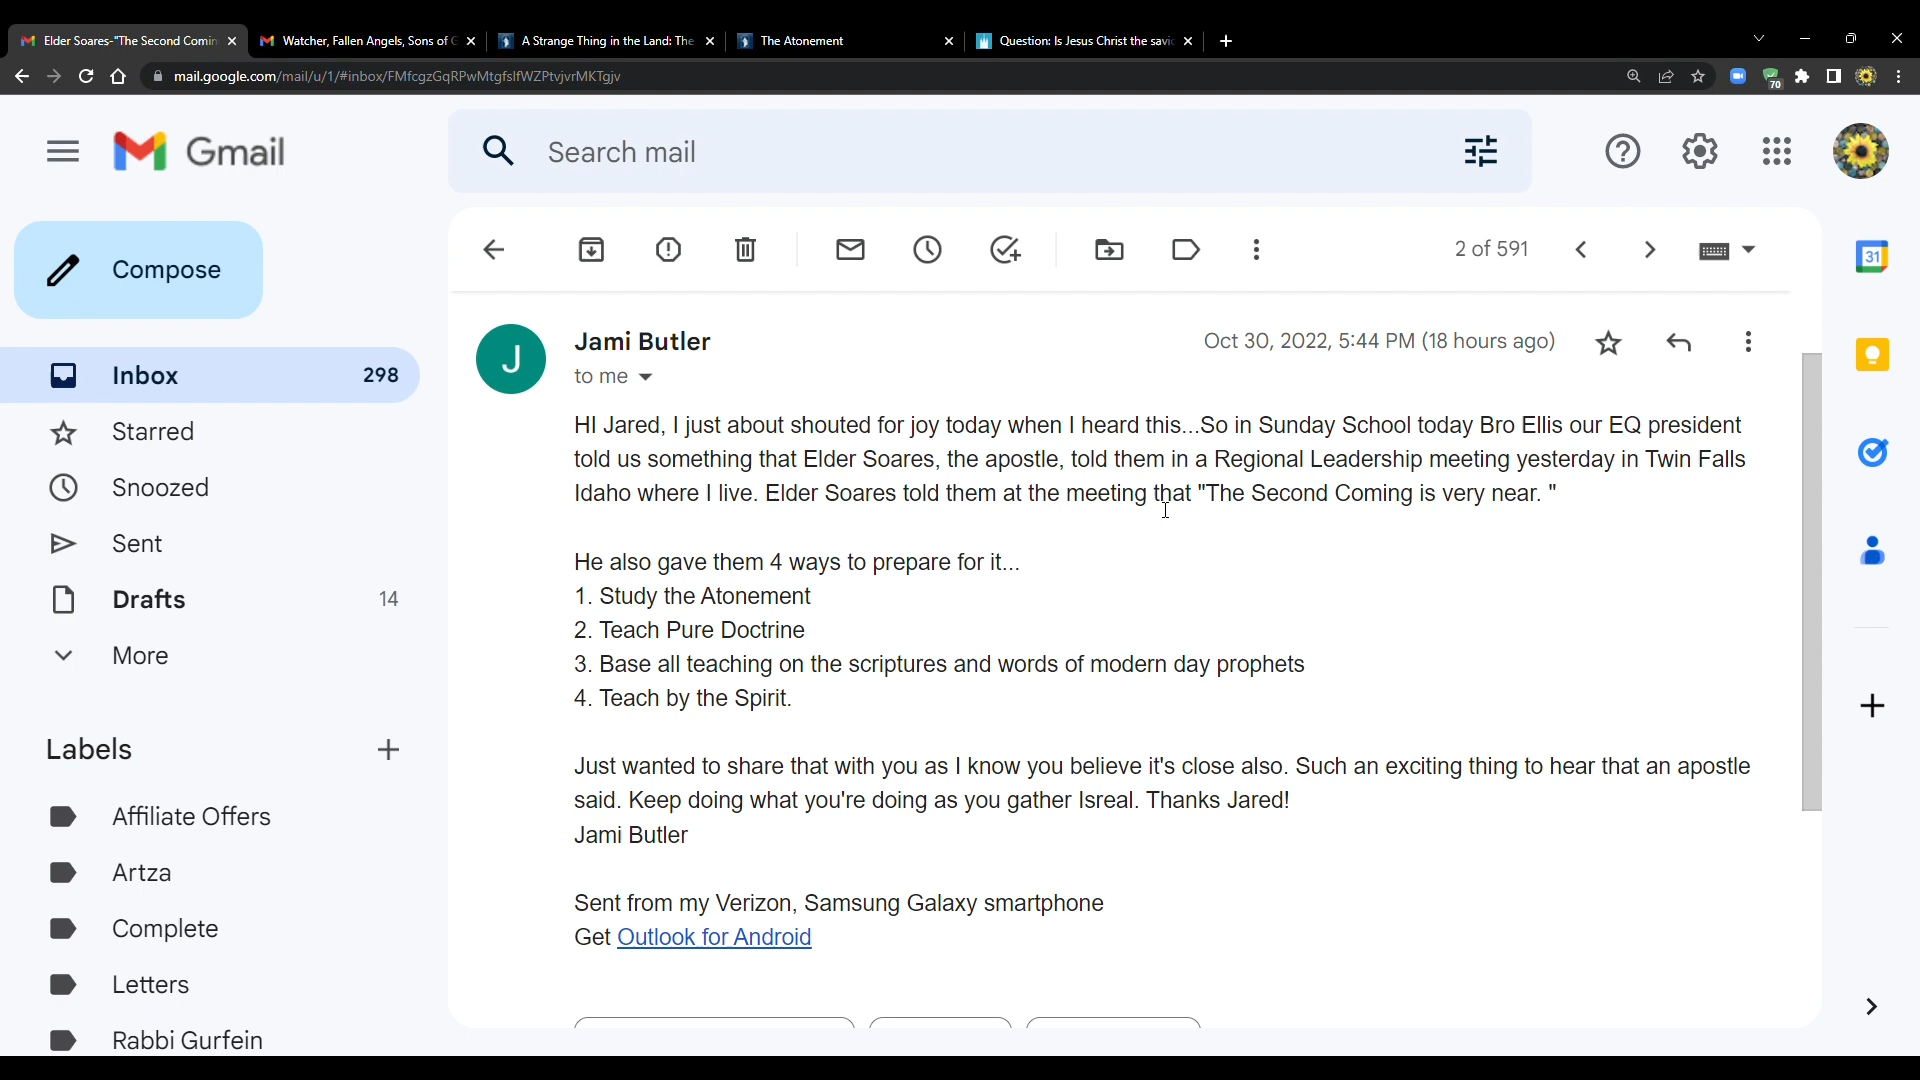 Elder Soares-"The Second Comin
Watcher, Fallen Angels, Sons of G
A Strange Thing in the Land: The
The Atonement
Question: Is Jesus Christ the savi
mail.google.com/mail/u/1/#inbox/FMfcgzGqRPwMtgfslfWZPtvjvrMKTgjv
70
Gmail
Search mail
Compose
2 of 591
31
Inbox 298
Starred
Snoozed
Sent
Drafts 14
More
Labels
Affiliate Offers
Artza
Complete
Letters
Rabbi Gurfein
J
Jami Butler
Oct 30, 2022, 5:44 PM (18 hours ago)
to me
HI Jared, I just about shouted for joy today when I heard this...So in Sunday School today Bro Ellis our EQ president
told us something that Elder Soares, the apostle, told them in a Regional Leadership meeting yesterday in Twin Falls
Idaho where I live. Elder Soares told them at the meeting that "The Second Coming is very near. "
He also gave them 4 ways to prepare for it...
1. Study the Atonement
2. Teach Pure Doctrine
3. Base all teaching on the scriptures and words of modern day prophets
4. Teach by the Spirit.
Just wanted to share that with you as I know you believe it's close also. Such an exciting thing to hear that an apostle
said. Keep doing what you're doing as you gather Isreal. Thanks Jared!
Jami Butler
Sent from my Verizon, Samsung Galaxy smartphone
Get Outlook for Android